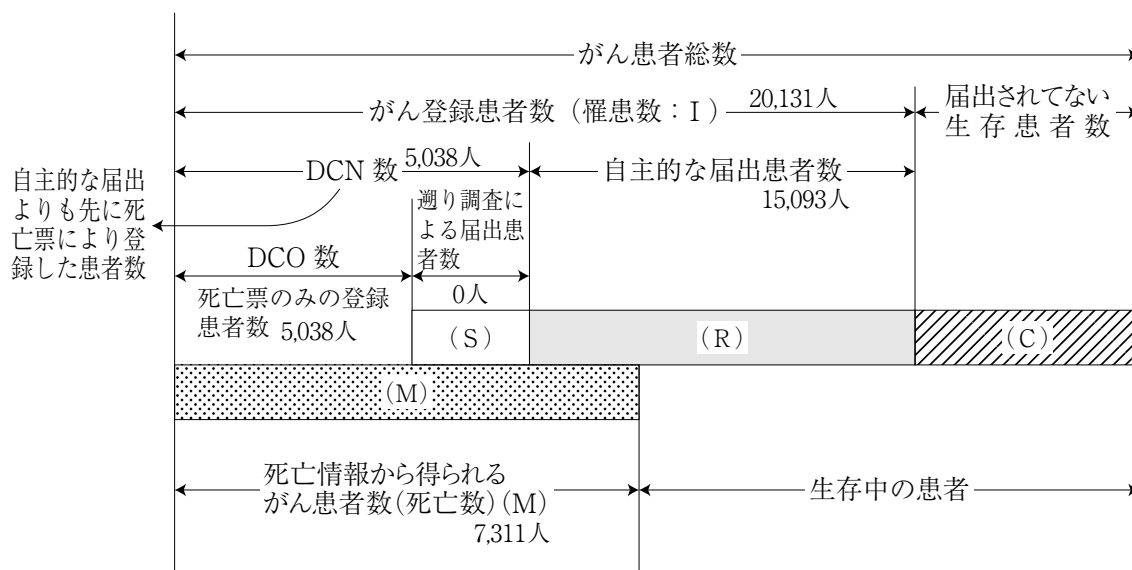 がん患者総数
がん登録患者数(罹患数:I)
20,131人
届出されてない
生存患者数
DCN 数
5,038人
自主的な届出患者数
15,093人
自主的な届出
よりも先に死
亡票により登
録した患者数
遡り調査に
よる届出患
者数
0人
DCO 数
死亡票のみの登録
患者数 5,038人
(S)
(R)
(C)
(M)
死亡情報から得られる
がん患者数(死亡数)(M)
7,311人
生存中の患者